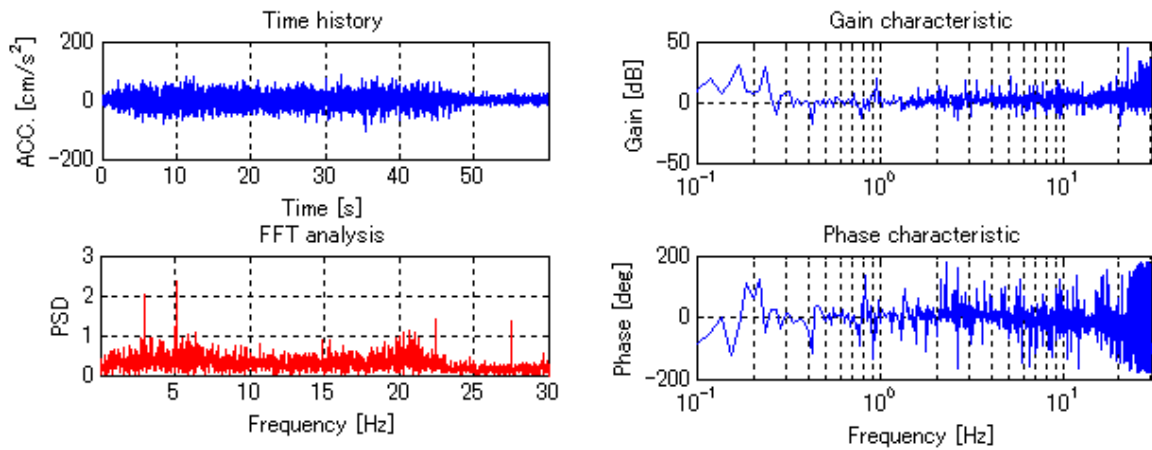 Time history
200
0
−200
ACC. [cm/s²]
0 10 20 30 40 50
Time [s]
Gain characteristic
50
0
−50
Gain [dB]
10⁻¹ 10⁰ 10¹
FFT analysis
3
2
1
0
PSD
5 10 15 20 25 30
Frequency [Hz]
Phase characteristic
200
0
−200
Phase [deg]
10⁻¹ 10⁰ 10¹
Frequency [Hz]